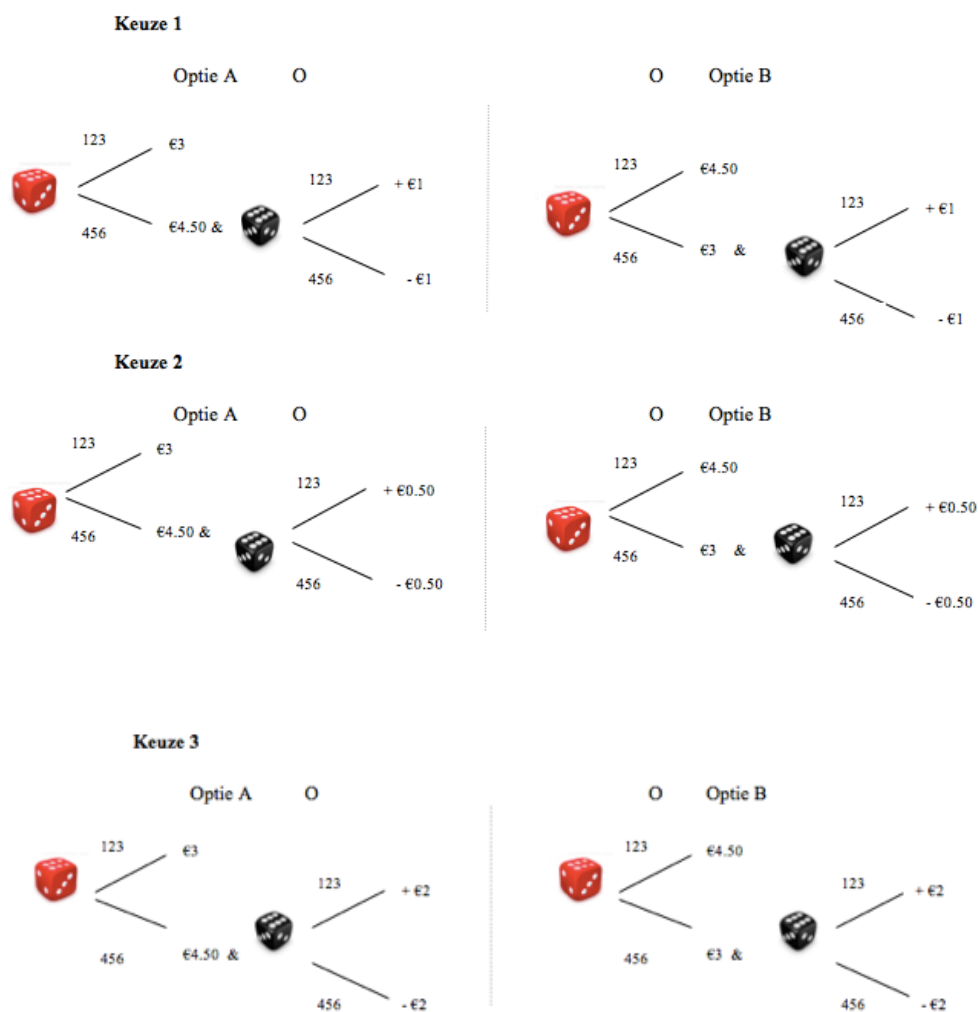 Keuze 1
Optie A O O Optie B
123 €3
456 €4.50 &
123 + €1
456 - €1
123 €4.50
456 €3 &
123 + €1
456 - €1
Keuze 2
Optie A O O Optie B
123 €3
456 €4.50 &
123 + €0.50
456 - €0.50
123 €4.50
456 €3 &
123 + €0.50
456 - €0.50
Keuze 3
Optie A O O Optie B
123 €3
456 €4.50 &
123 + €2
456 - €2
123 €4.50
456 €3 &
123 + €2
456 - €2